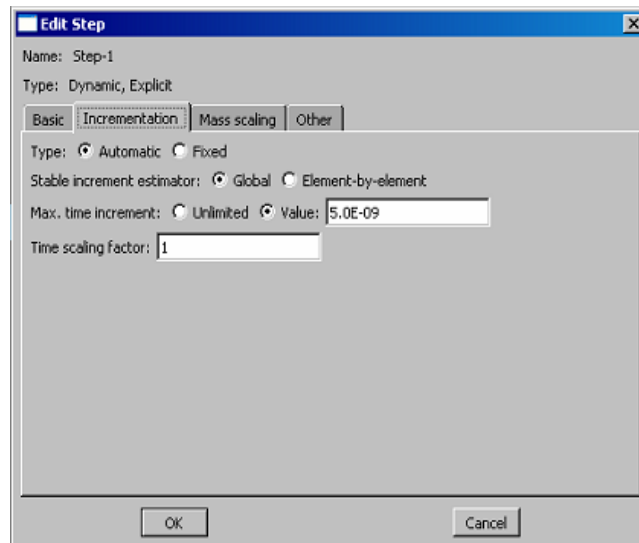 Edit Step
Name: Step-1
Type: Dynamic, Explicit
Basic Incrementation Mass scaling Other
Type: Automatic Fixed
Stable increment estimator: Global Element-by-element
Max. time increment: Unlimited Value: 5.0E-09
Time scaling factor: 1
OK Cancel